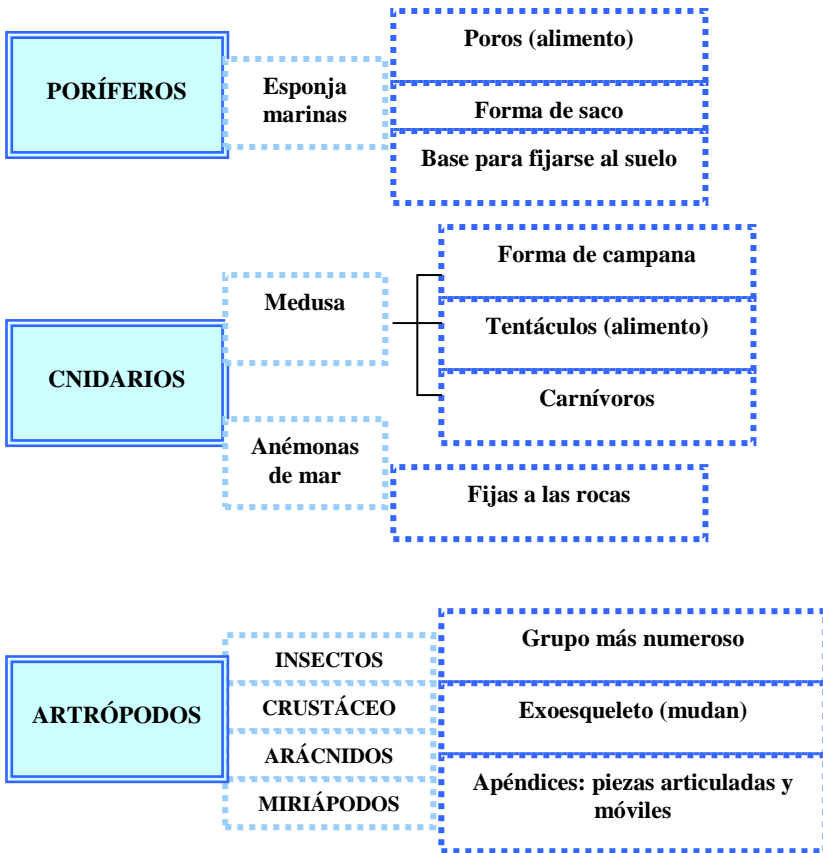 PORÍFEROS
Esponja
marinas
Poros (alimento)
Forma de saco
Base para fijarse al suelo
CNIDARIOS
Medusa
Forma de campana
Tentáculos (alimento)
Carnívoros
Anémonas
de mar
Fijas a las rocas
ARTRÓPODOS
INSECTOS
CRUSTÁCEO
ARÁCNIDOS
MIRIÁPODOS
Grupo más numeroso
Exoesqueleto (mudan)
Apéndices: piezas articuladas y
móviles